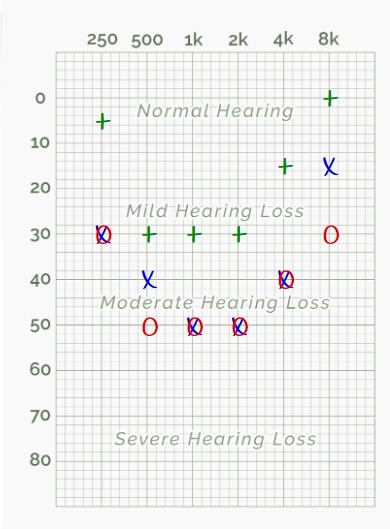 250 500 1k 2k 4k 8k
0
Normal Hearing
10
20
Mild Hearing Loss
30
40
Moderate Hearing Loss
50
60
70
Severe Hearing Loss
80